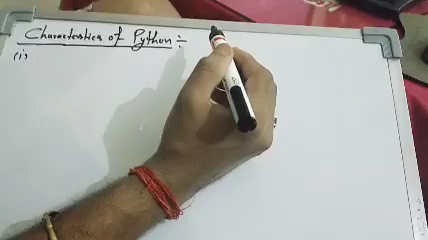 Characteristics of Python ÷
(i)